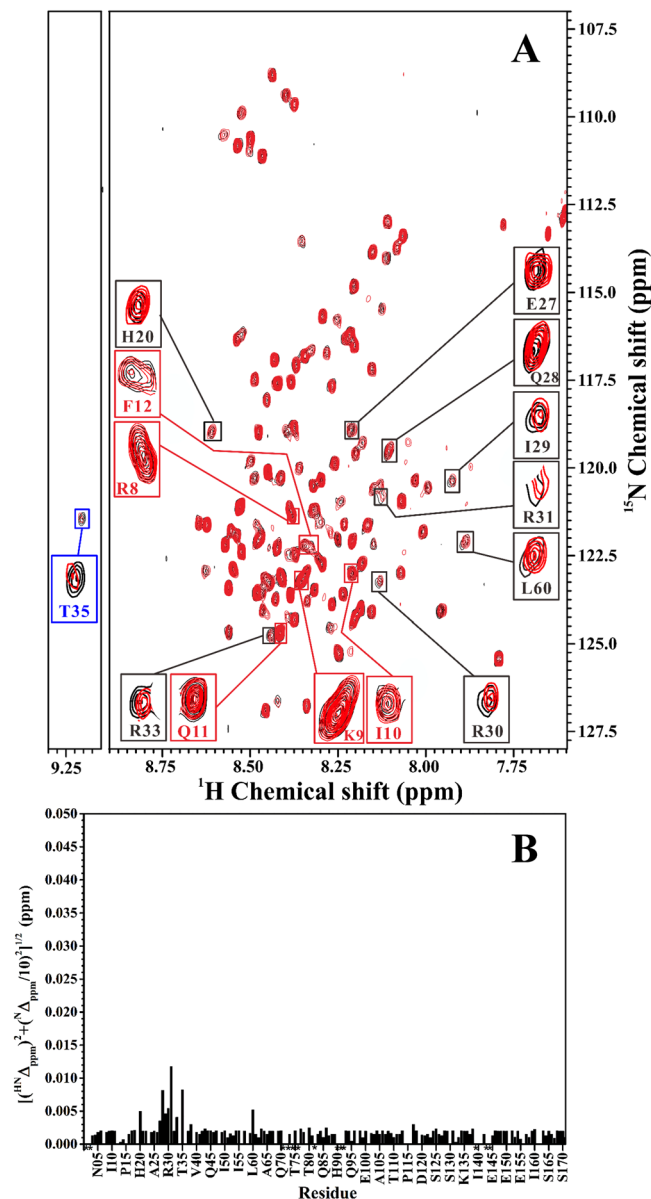 A
107.5
110.0
112.5
115.0
117.5
120.0
122.5
125.0
127.5
¹⁵N Chemical shift (ppm)
H20
F12
R8
T35
R33
Q11
K9
I10
R30
E27
Q28
I29
R31
L60
9.25 8.75 8.50 8.25 8.00 7.75
¹H Chemical shift (ppm)
B
0.050
0.045
0.040
0.035
0.030
0.025
0.020
0.015
0.010
0.005
0.000
[(ᴴᴺΔppm)²+(ᴺΔppm/10)²]¹ᐟ² (ppm)
** **** * ** * **
N05 I10 P15 H20 A25 R30 T35 V40 Q45 I50 I55 L60 A65 Q70 T75 T80 Q85 H90 Q95 E100 A105 T110 P115 D120 S125 S130 K135 I140 E145 E150 E155 I160 S165 S170
Residue